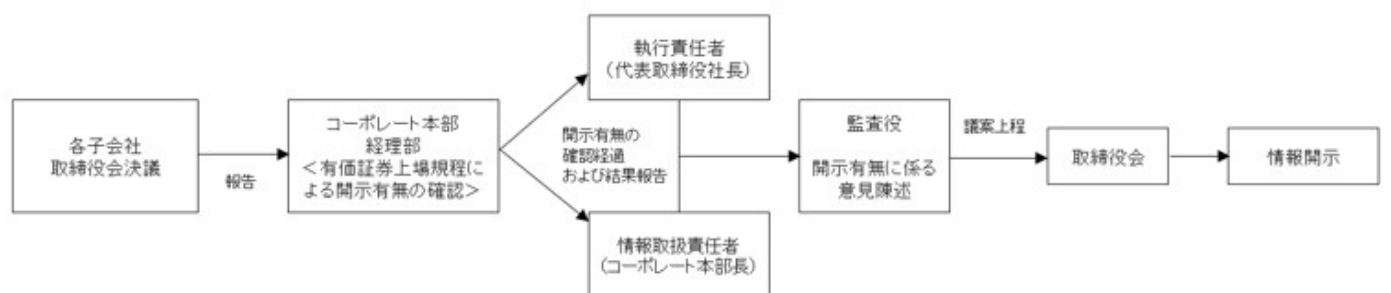 各子会社
取締役会決議
報告
コーポレート本部
経理部
＜有価証券上場規程に
よる開示有無の確認＞
執行責任者
（代表取締役社長）
開示有無の
確認経過
および結果報告
情報取扱責任者
（コーポレート本部長）
監査役
開示有無に係る
意見陳述
議案上程
取締役会
情報開示